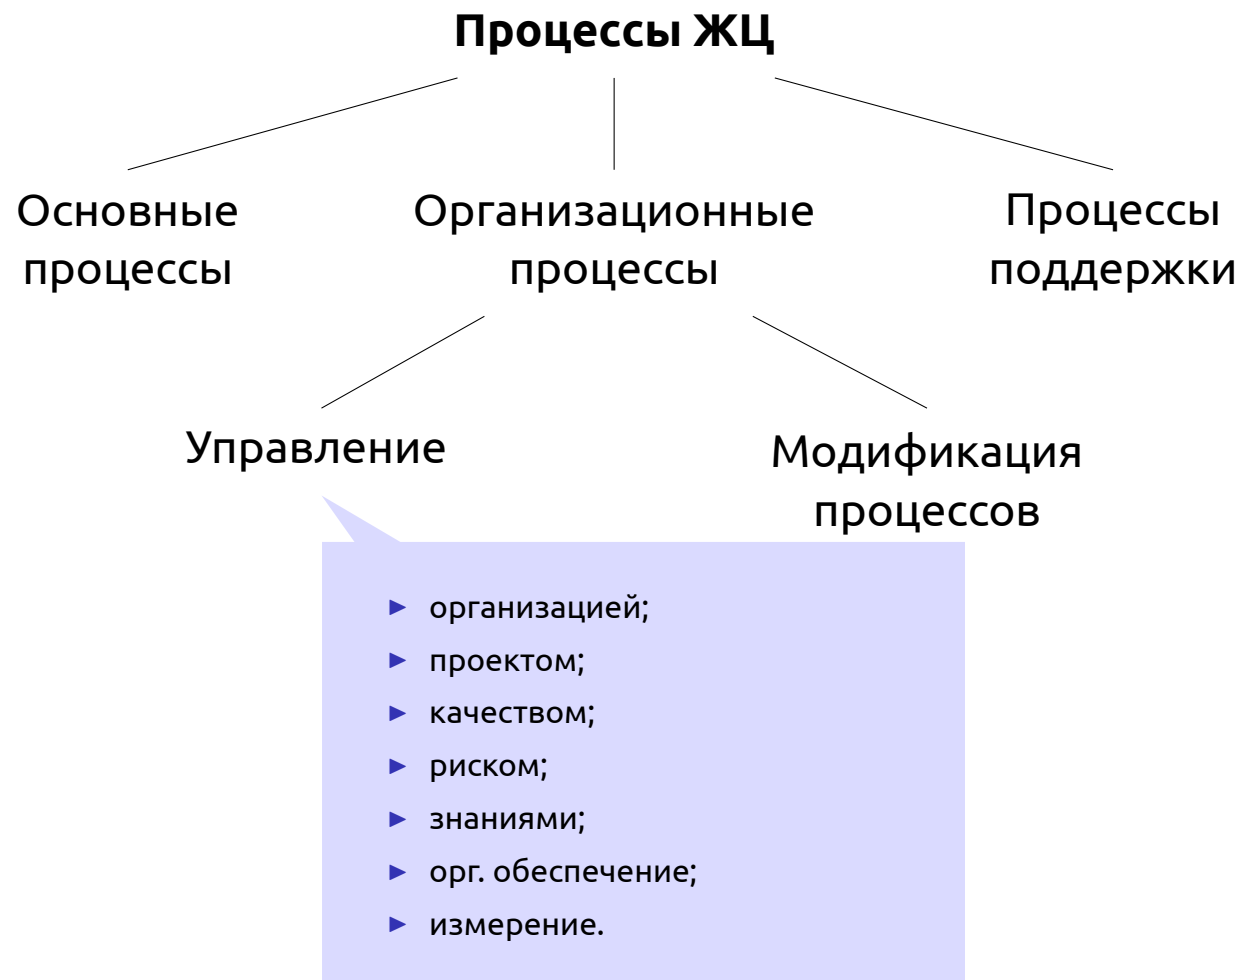 Процессы ЖЦ
Основные
процессы
Организационные
процессы
Процессы
поддержки
Управление
Модификация
процессов
организацией;
проектом;
качеством;
риском;
знаниями;
орг. обеспечение;
измерение.